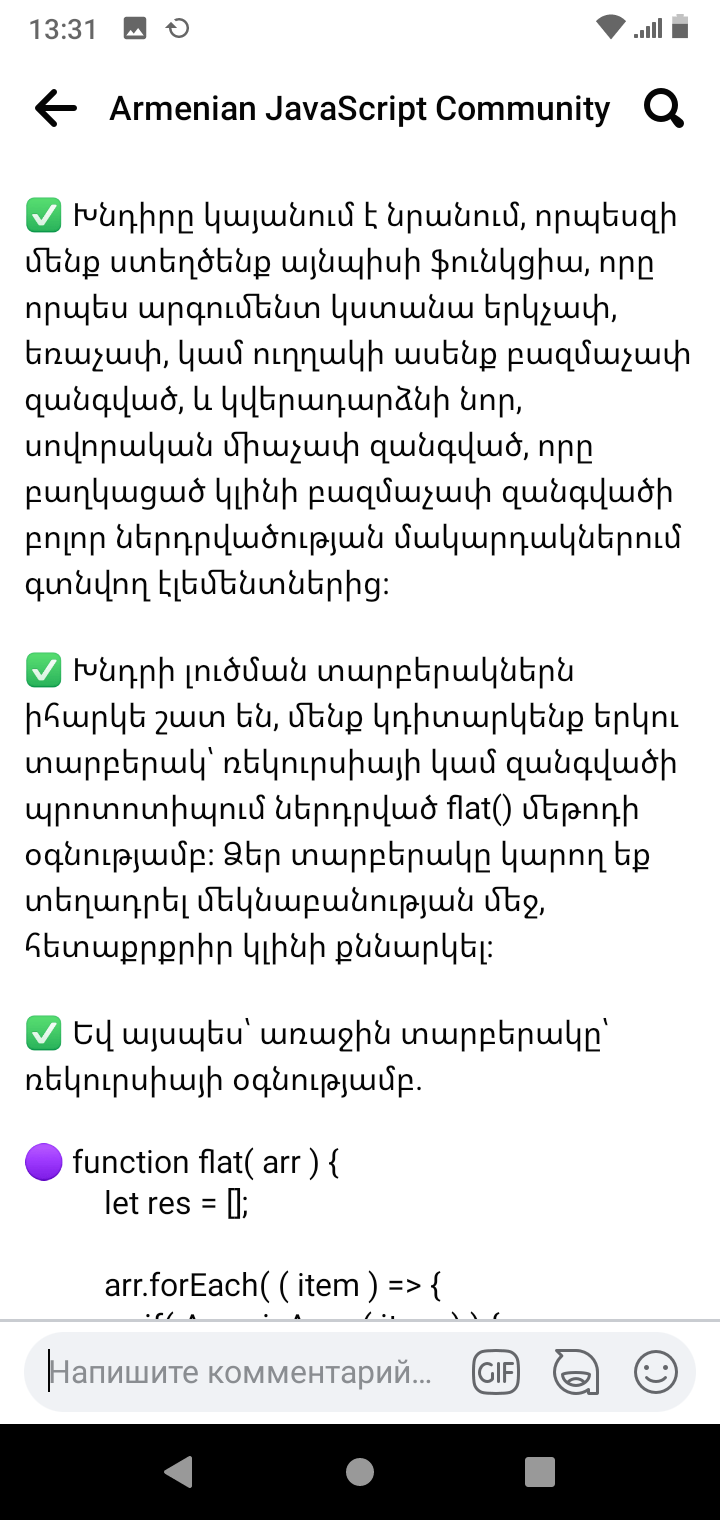 13:31
Armenian JavaScript Community
✅ Խնդիրը կայանում է նրանում, որպեսզի
մենք ստեղծենք այնպիսի ֆունկցիա, որը
որպես արգումենտ կստանա երկչափ,
եռաչափ, կամ ուղղակի ասենք բազմաչափ
զանգված, և կվերադարձնի նոր,
սովորական միաչափ զանգված, որը
բաղկացած կլինի բազմաչափ զանգվածի
բոլոր ներդրվածության մակարդակներում
գտնվող էլեմենտներից:
✅ Խնդրի լուծման տարբերակներն
իհարկե շատ են, մենք կդիտարկենք երկու
տարբերակ՝ ռեկուրսիայի կամ զանգվածի
պրոտոտիպում ներդրված flat() մեթոդի
օգնությամբ: Ձեր տարբերակը կարող եք
տեղադրել մեկնաբանության մեջ,
հետաքրքրիր կլինի քննարկել:
✅ Եվ այսպես՝ առաջին տարբերակը՝
ռեկուրսիայի օգնությամբ.
🟣 function flat( arr ) {
let res = [];
arr.forEach( ( item ) => {
Напишите комментарий...
GIF